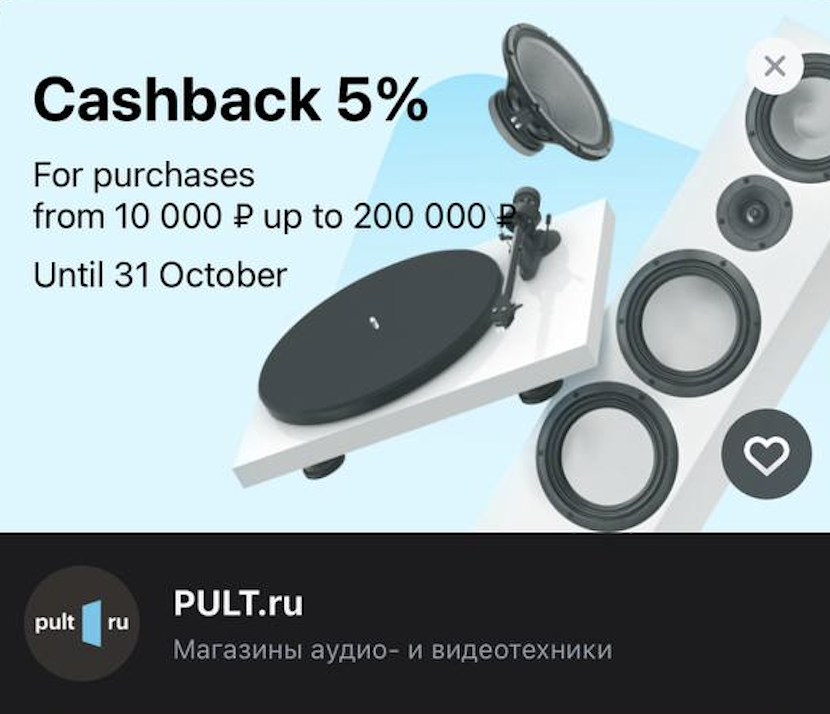 Cashback 5%
For purchases
from 10 000 ₽ up to 200 000 ₽
Until 31 October
pult ru
PULT.ru
Магазины аудио- и видеотехники